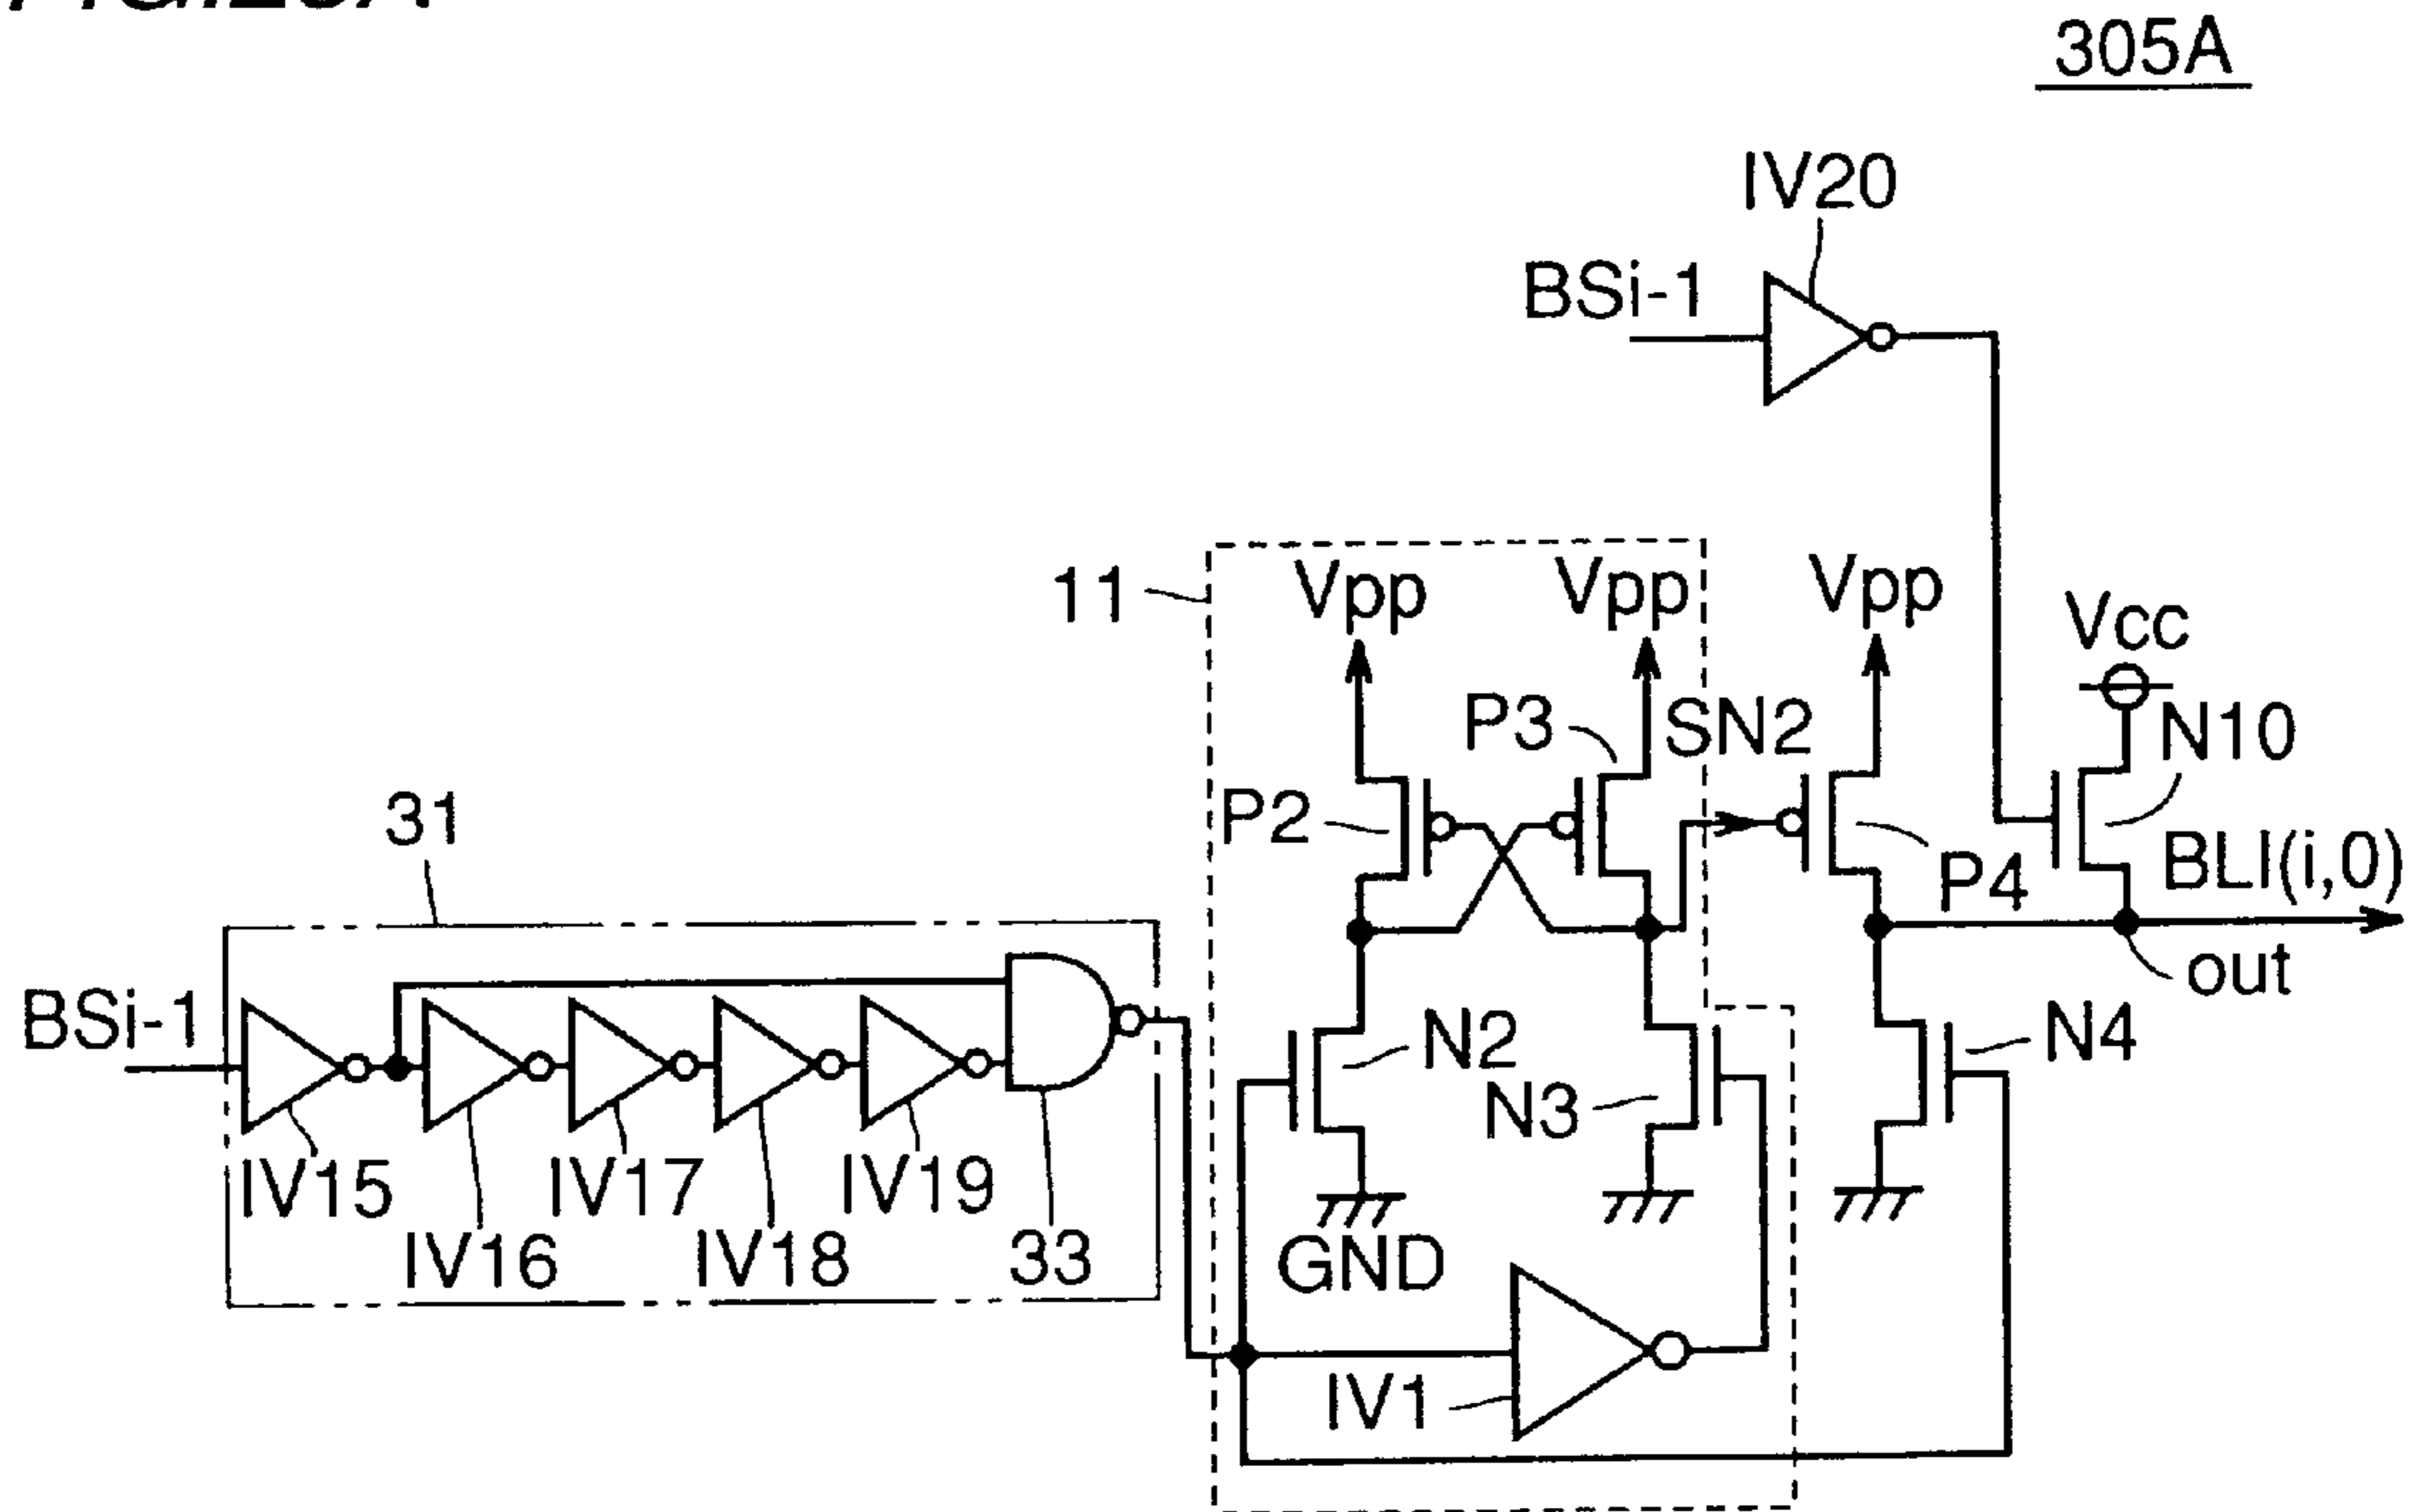 305A
IV20
BSi-1
11
Vpp
Vpp
Vpp
Vcc
P3
SN2
N10
P2
31
P4
BLI(i,0)
out
BSi-1
N2
N3
N4
IV15
IV16
IV17
IV18
IV19
33
GND
IV1